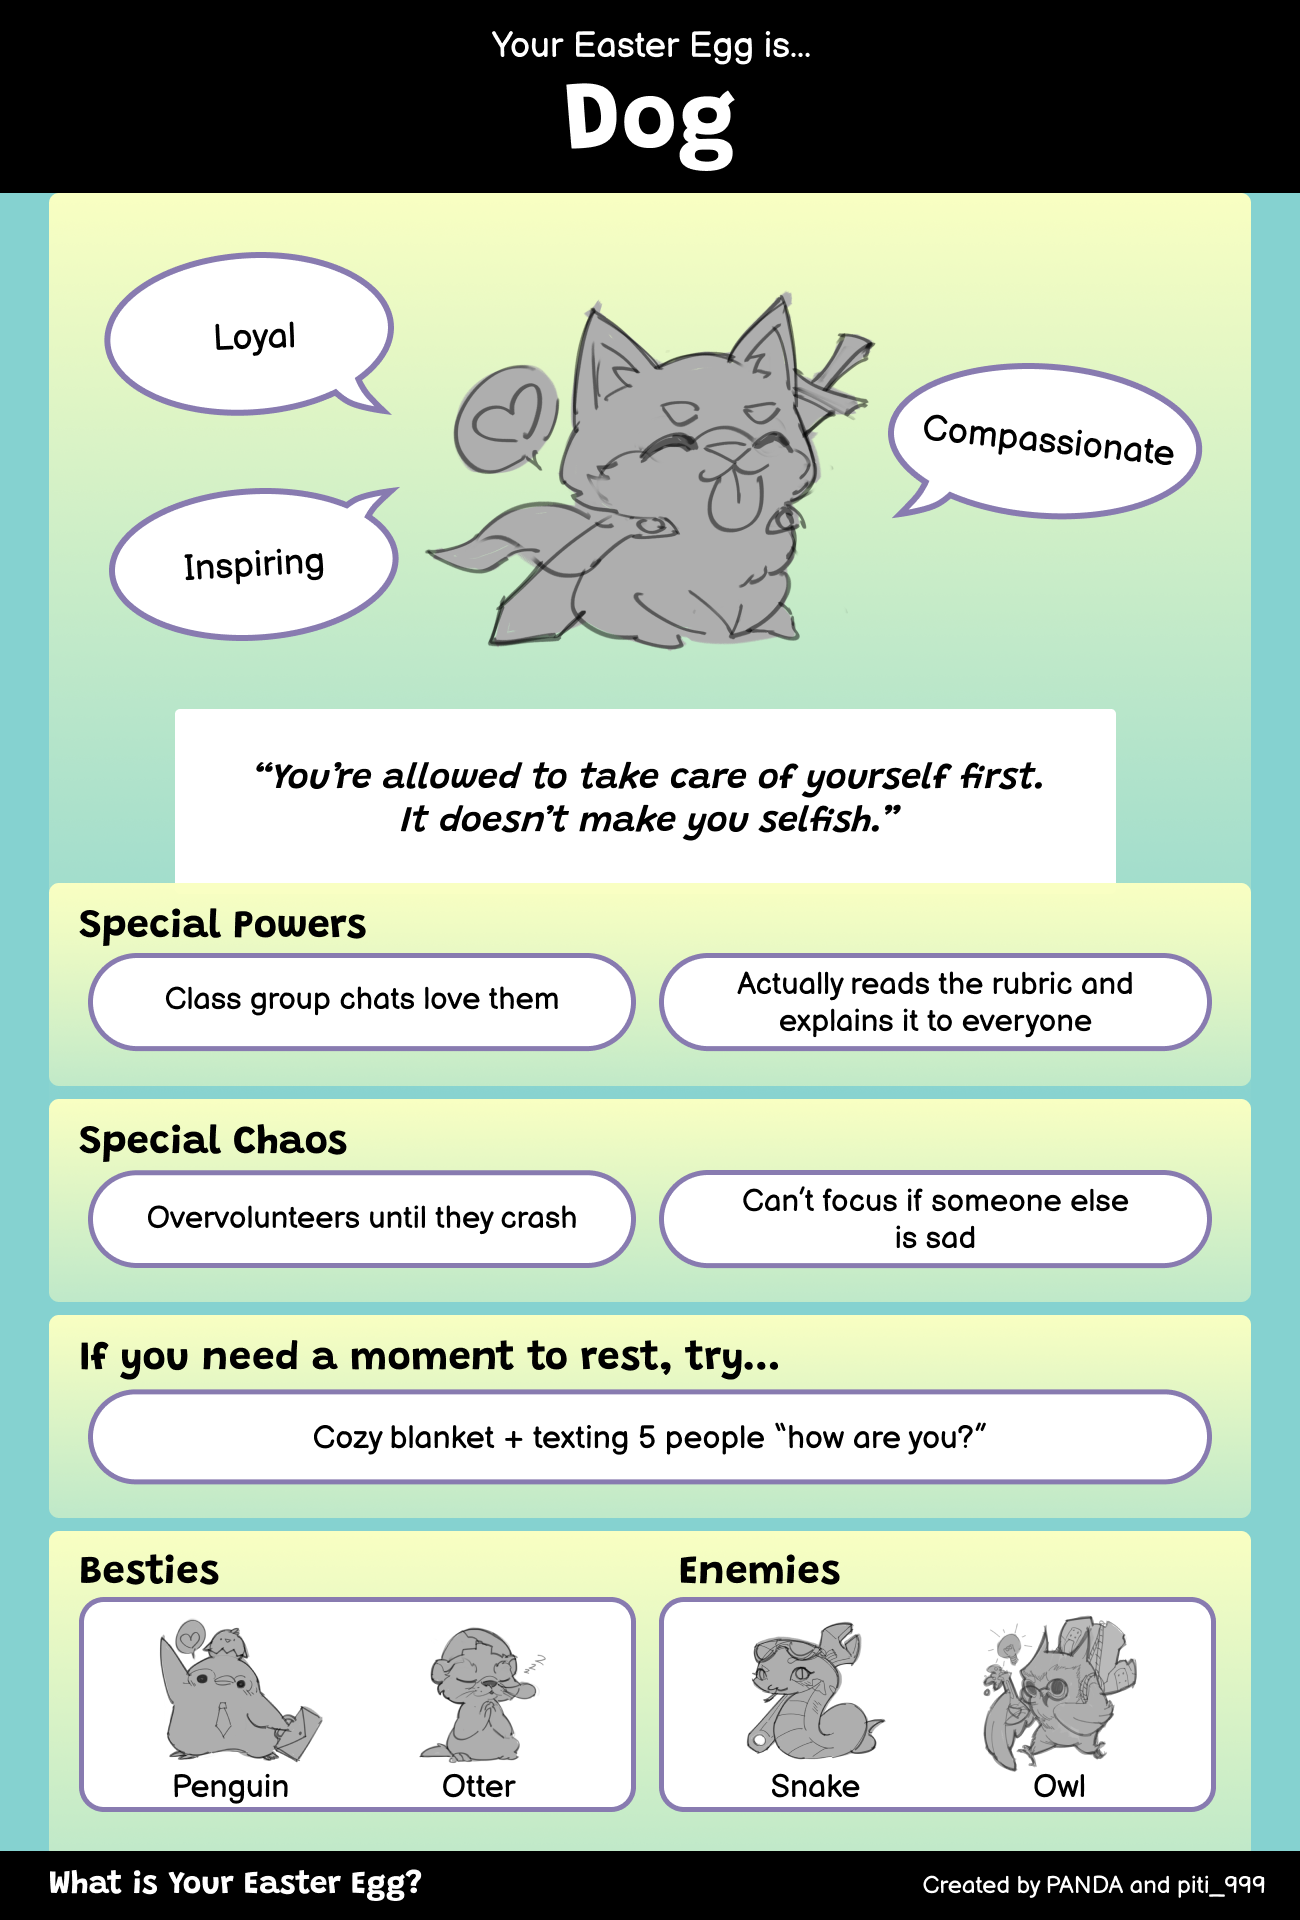 Your Easter Egg is...
Dog
Loyal
Compassionate
Inspiring
“You’re allowed to take care of yourself first.
It doesn’t make you selfish.”
Special Powers
Class group chats love them
Actually reads the rubric and
explains it to everyone
Special Chaos
Overvolunteers until they crash
Can’t focus if someone else
is sad
If you need a moment to rest, try...
Cozy blanket + texting 5 people “how are you?”
Besties
Enemies
zzz
Penguin
Otter
Snake
Owl
What is Your Easter Egg?
Created by PANDA and piti_999